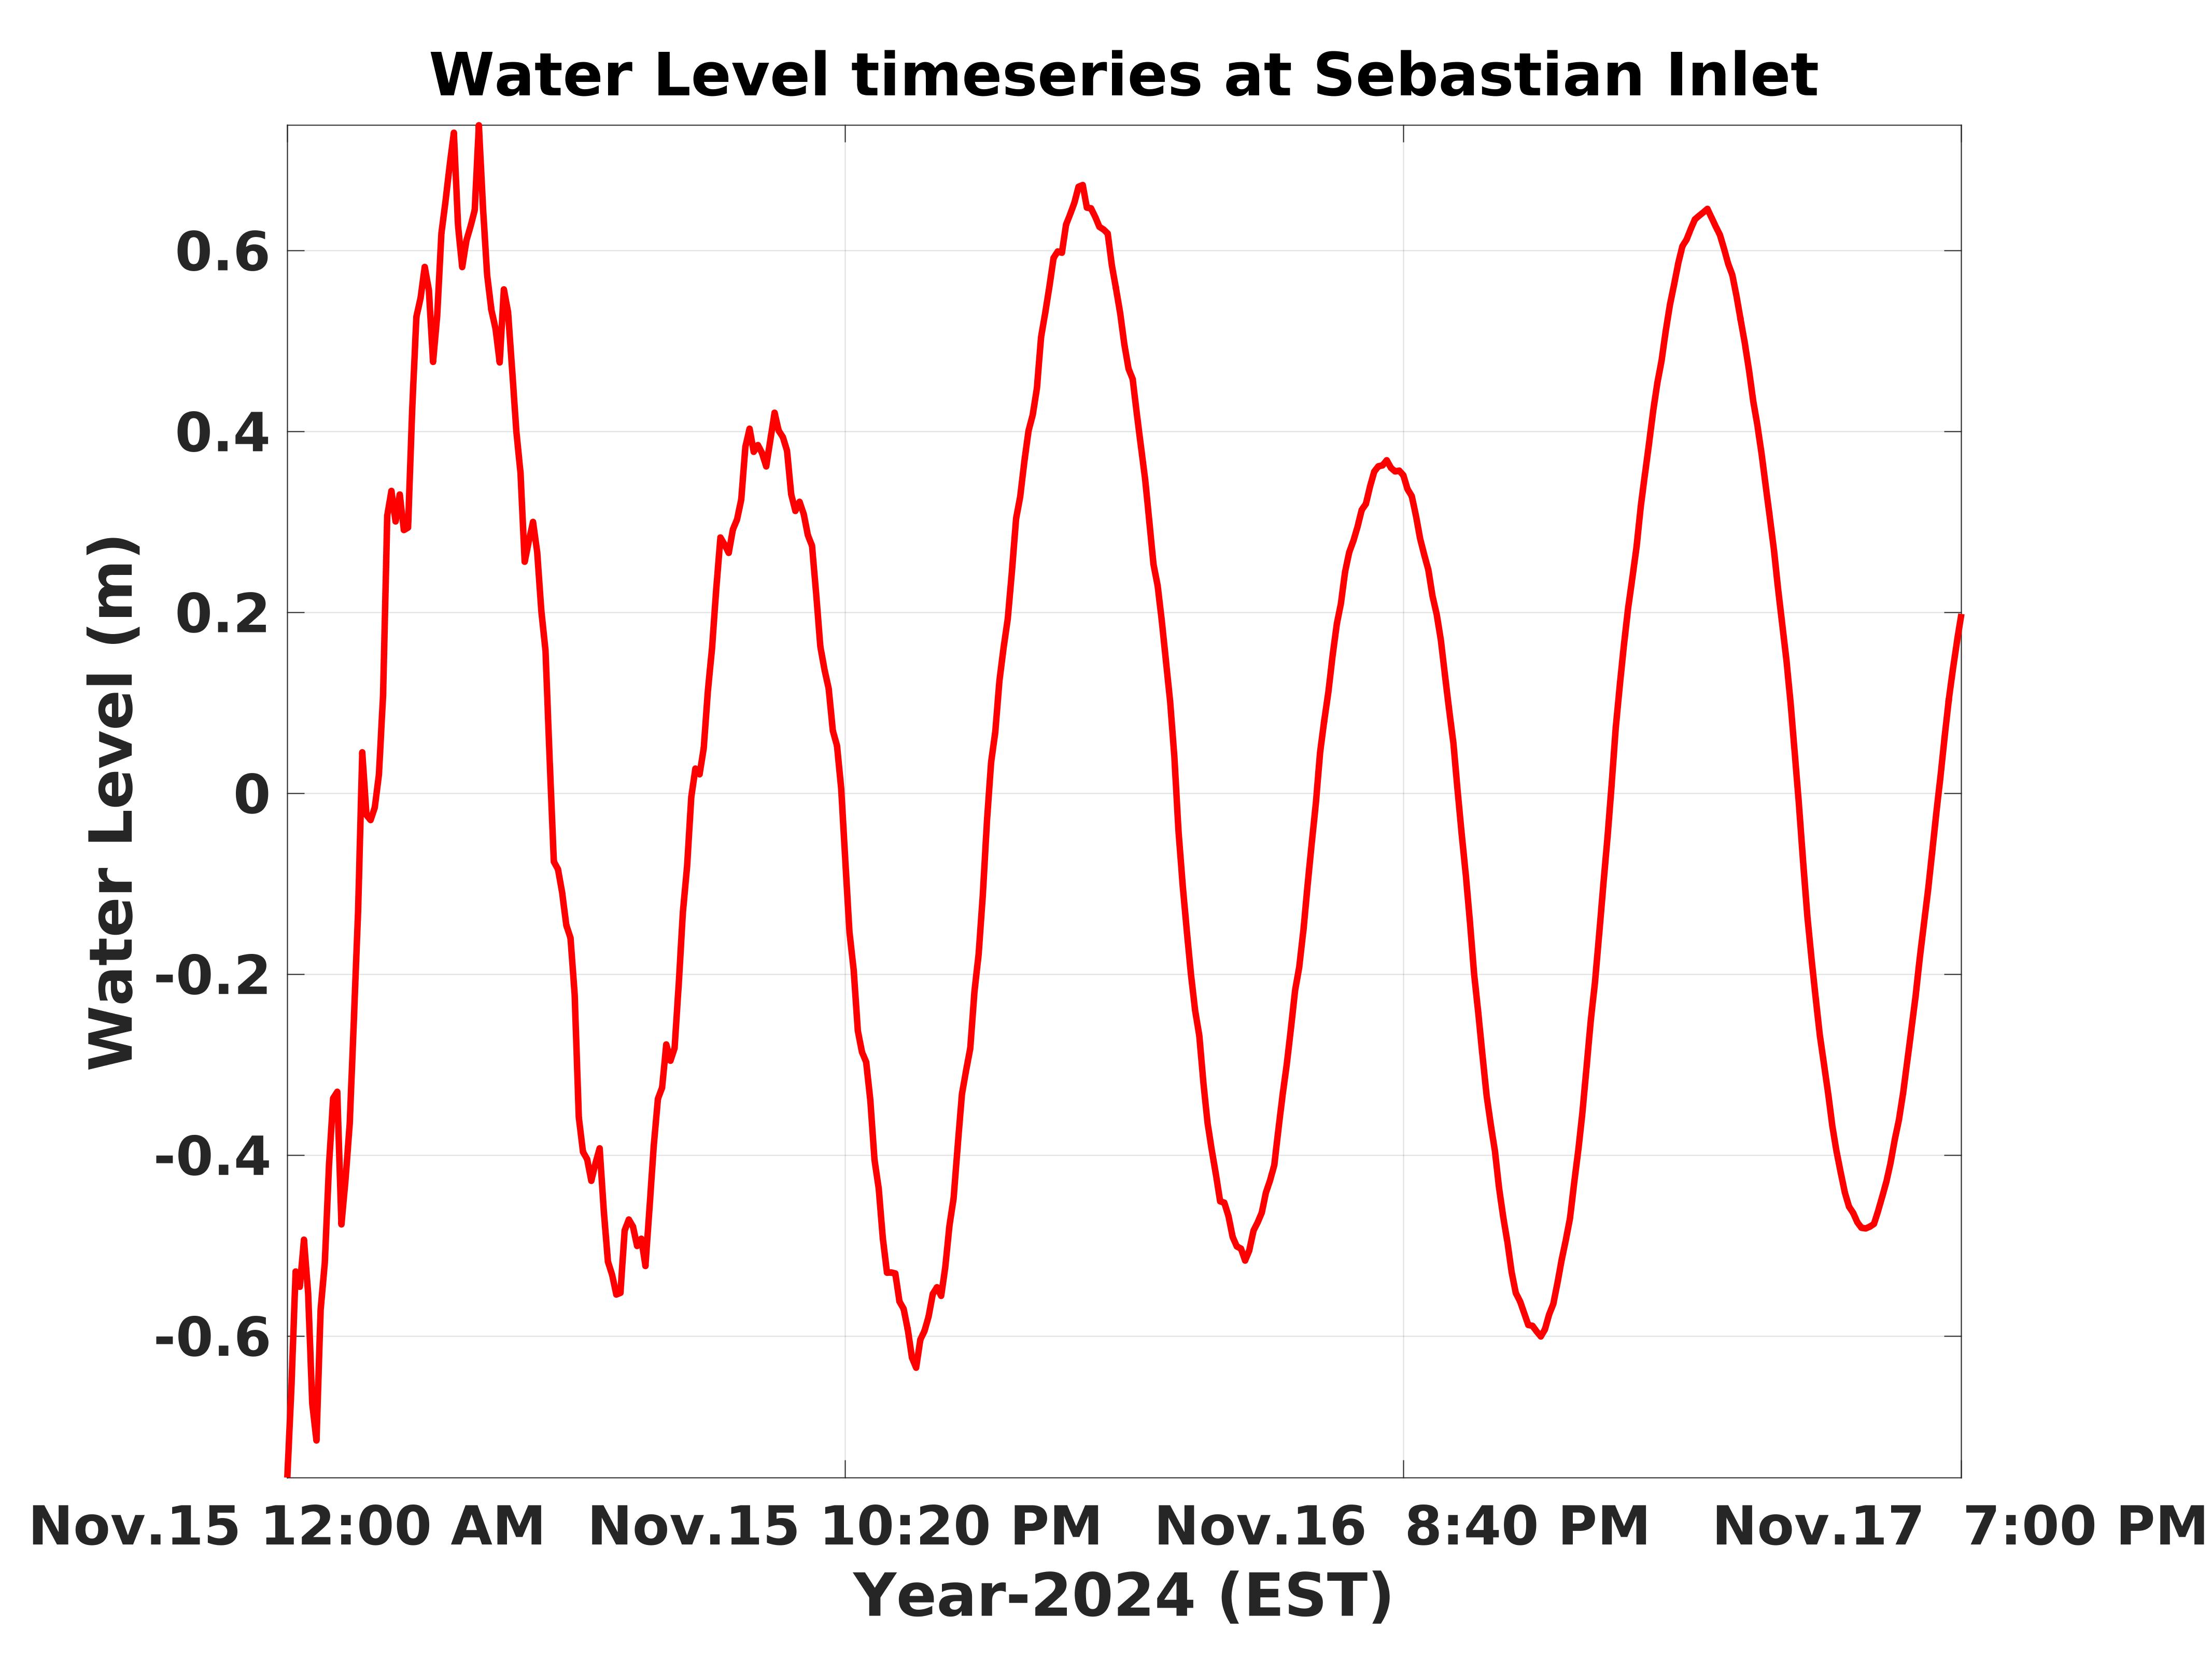 Water Level timeseries at Sebastian Inlet
0.6
0.4
0.2
0
-0.2
-0.4
-0.6
Water Level (m)
Nov.15 12:00 AM Nov.15 10:20 PM Nov.16 8:40 PM Nov.17 7:00 PM
Year-2024 (EST)